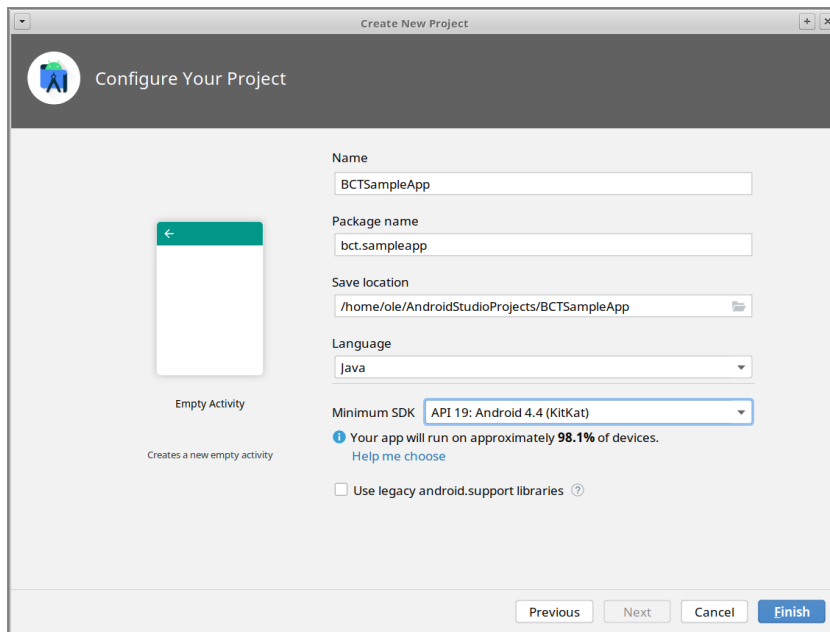 Create New Project
Configure Your Project
Name
BCTSampleApp
Package name
bct.sampleapp
Save location
/home/ole/AndroidStudioProjects/BCTSampleApp
Language
Java
Empty Activity
Minimum SDK API 19: Android 4.4 (KitKat)
Your app will run on approximately 98.1% of devices.
Creates a new empty activity
Help me choose
Use legacy android.support libraries ?
Previous Next Cancel Finish